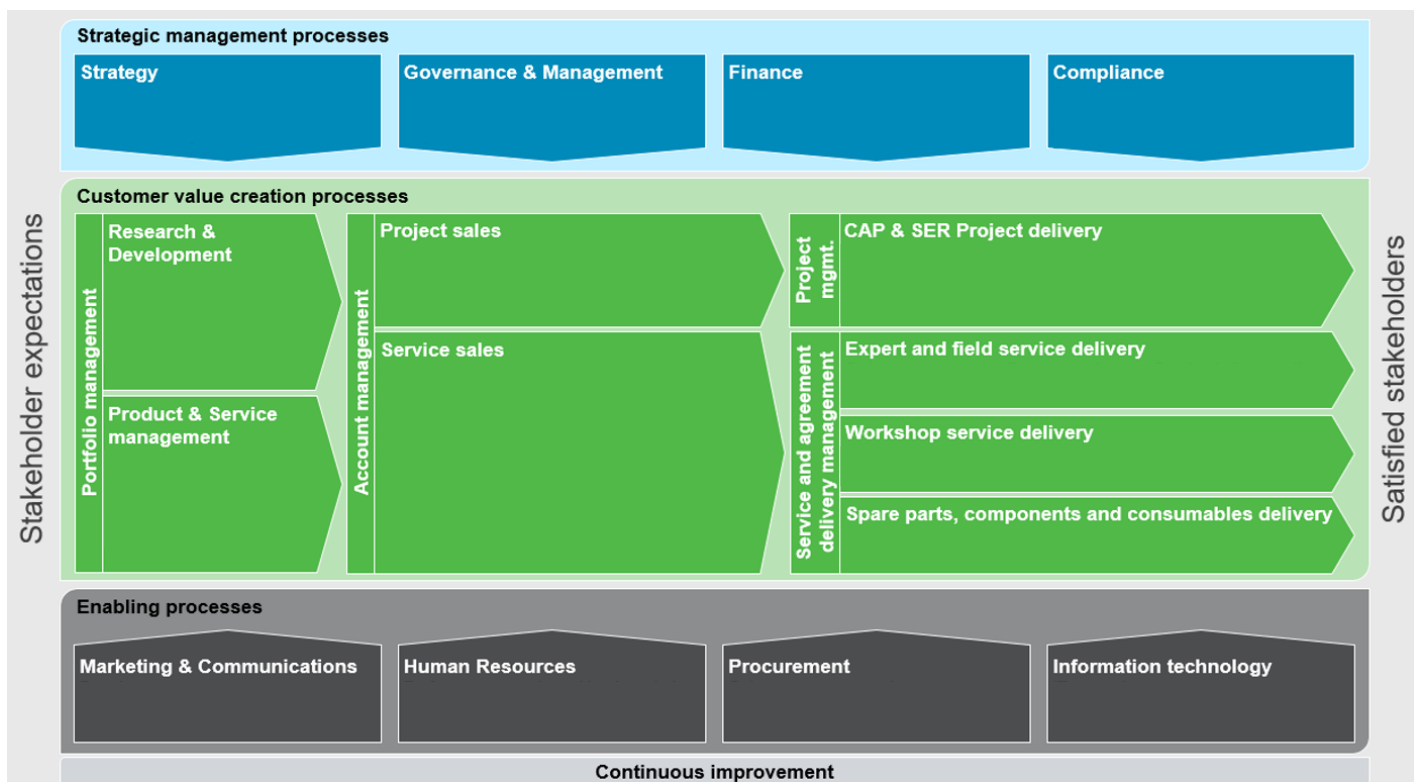 Strategic management processes
Strategy
Governance & Management
Finance
Compliance
Stakeholder expectations
Customer value creation processes
Portfolio management
Research &
Development
Product & Service
management
Account management
Project sales
Service sales
Project
mgmt.
CAP & SER Project delivery
Service and agreement
delivery management
Expert and field service delivery
Workshop service delivery
Spare parts, components and consumables delivery
Satisfied stakeholders
Enabling processes
Marketing & Communications
Human Resources
Procurement
Information technology
Continuous improvement